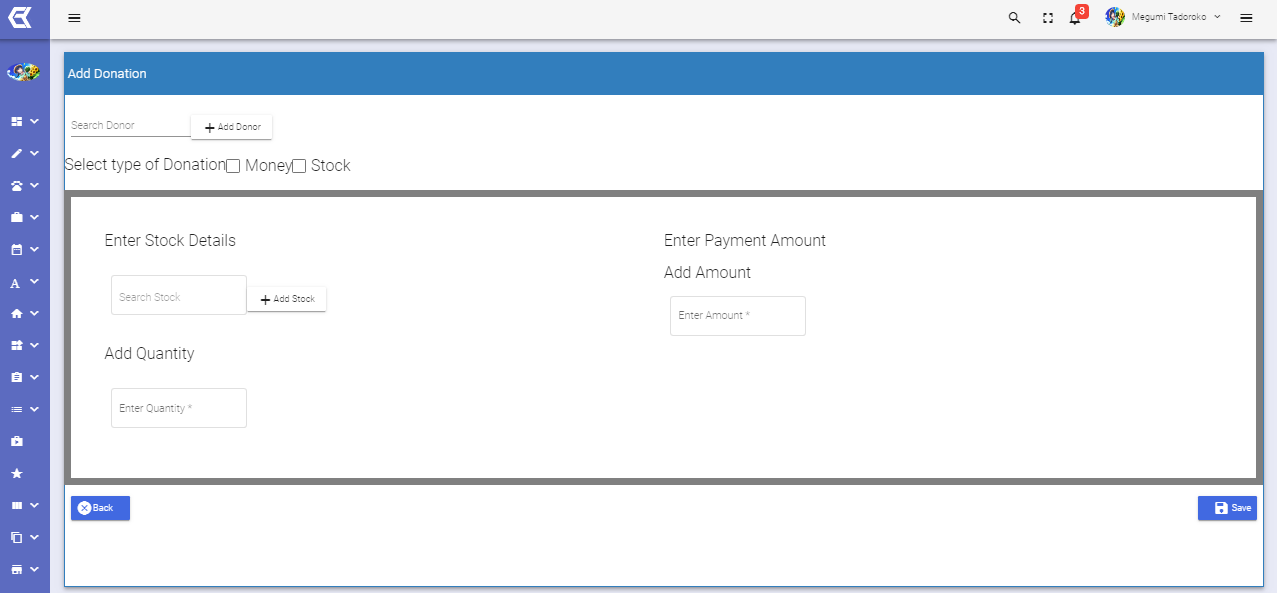 3
Megumi Tadoroko
Add Donation
Search Donor
Add Donor
Select type of Donation Money Stock
Enter Stock Details
Enter Payment Amount
Add Amount
Search Stock
Add Stock
Enter Amount *
Add Quantity
Enter Quantity *
Back
Save